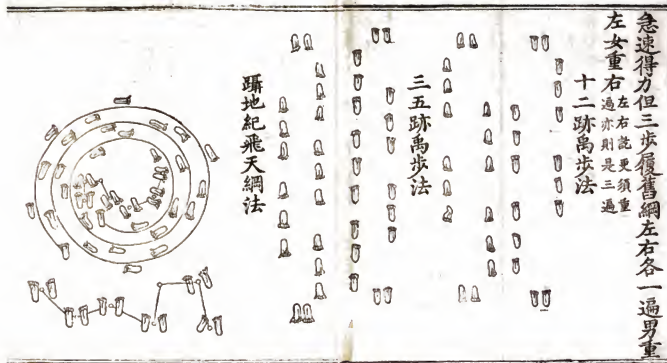 急速得力但三步履舊綱左右各一遍男重
左女重右左右訖更須重
過亦則是三遍
十二跡禹步法
三五跡禹步法
躡地紀飛天綱法